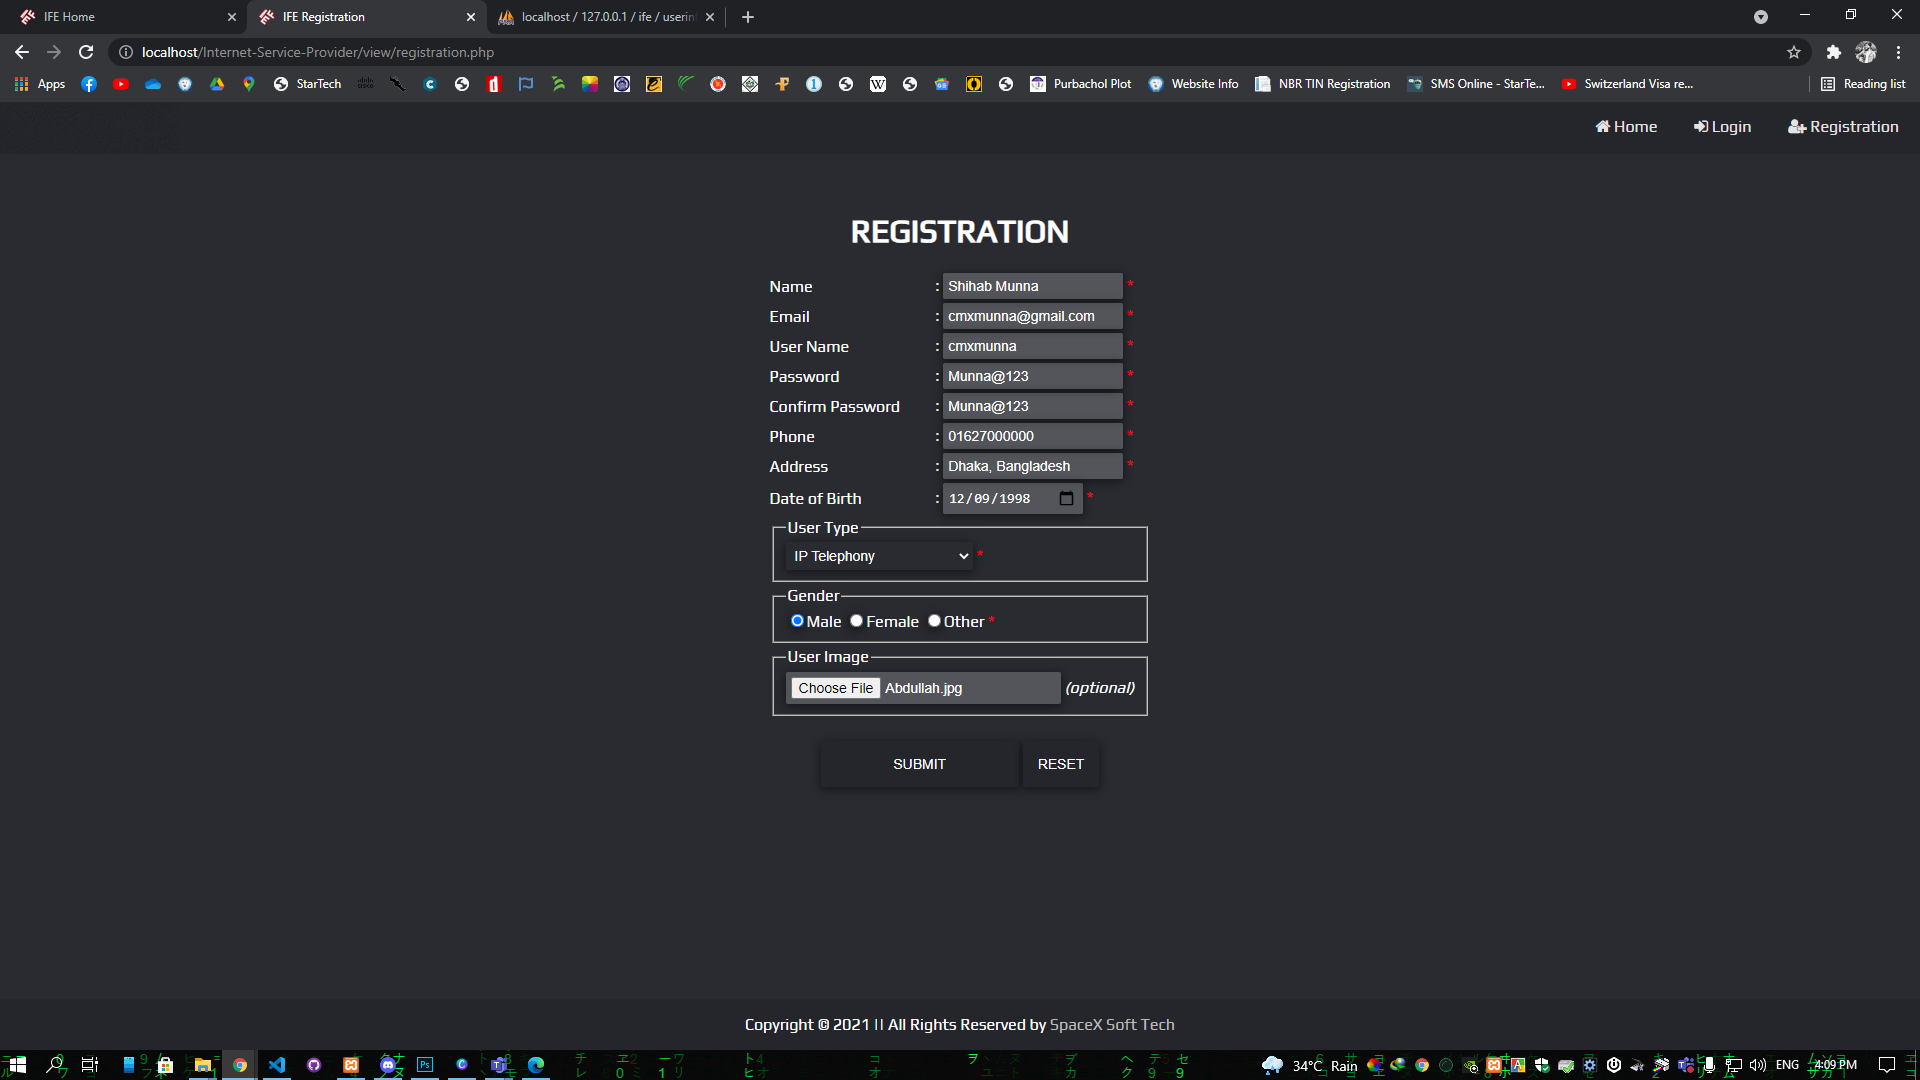 IFE Home
IFE Registration
localhost / 127.0.0.1 / ife / userin
localhost/Internet-Service-Provider/view/registration.php
Apps
StarTech
Purbachol Plot
Website Info
NBR TIN Registration
SMS Online - StarTe...
Switzerland Visa re...
Reading list
Home
Login
Registration
REGISTRATION
Name : Shihab Munna *
Email : cmxmunna@gmail.com *
User Name : cmxmunna *
Password : Munna@123 *
Confirm Password : Munna@123 *
Phone : 01627000000 *
Address : Dhaka, Bangladesh *
Date of Birth : 12/09/1998 *
User Type
IP Telephony *
Gender
Male Female Other *
User Image
Choose File Abdullah.jpg (optional)
SUBMIT RESET
Copyright © 2021 || All Rights Reserved by SpaceX Soft Tech
34°C Rain
ENG
4:09 PM